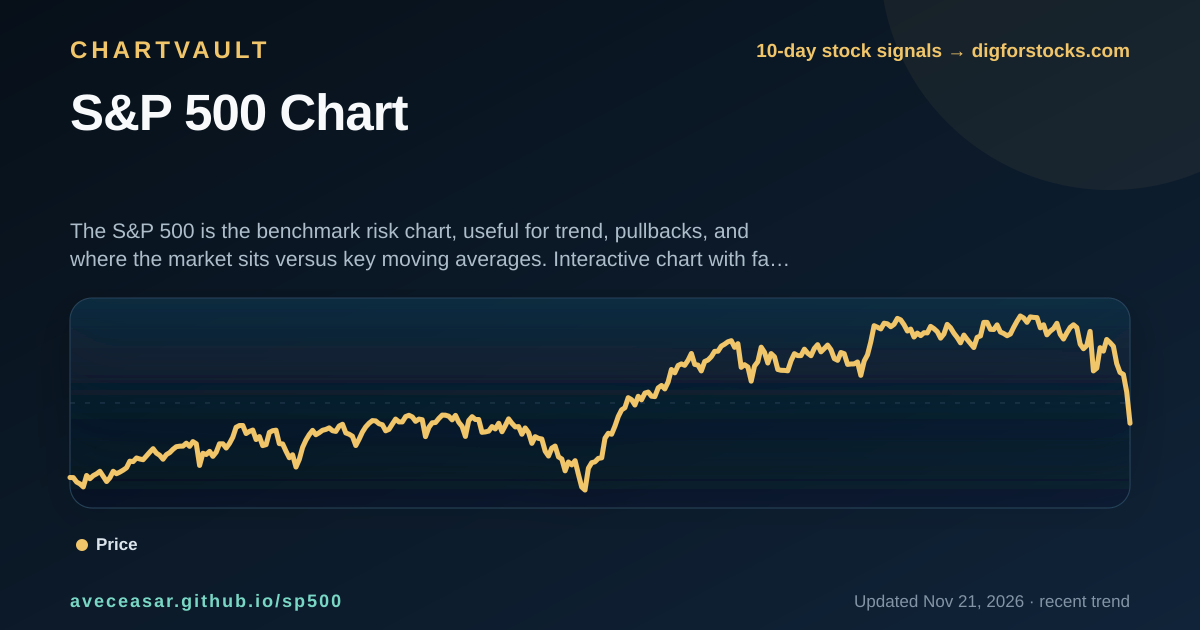 CHARTVAULT
10-day stock signals → digforstocks.com
S&P 500 Chart
The S&P 500 is the benchmark risk chart, useful for trend, pullbacks, and
where the market sits versus key moving averages. Interactive chart with fa…
Price
aveceasar.github.io/sp500
Updated Nov 21, 2026 · recent trend